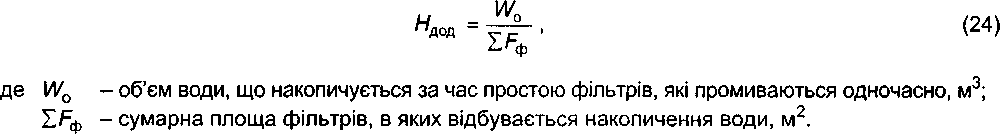 H_дод = W_о / ΣF_ф , (24)
де W_о – об'єм води, що накопичується за час простою фільтрів, які промиваються одночасно, м³;
ΣF_ф – сумарна площа фільтрів, в яких відбувається накопичення води, м².